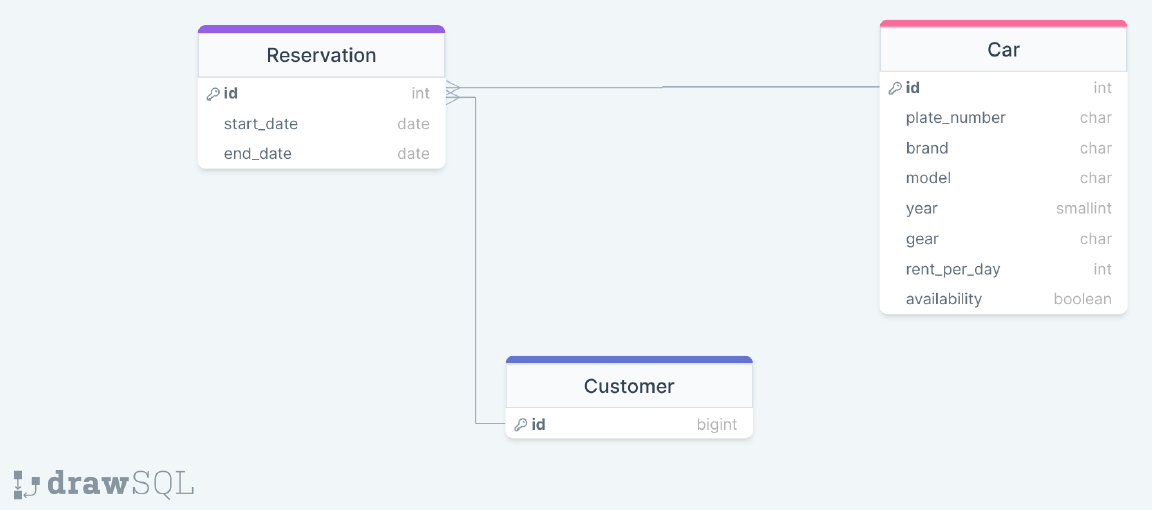 Reservation
id int
start_date date
end_date date
Car
id int
plate_number char
brand char
model char
year smallint
gear char
rent_per_day int
availability boolean
Customer
id bigint
drawSQL